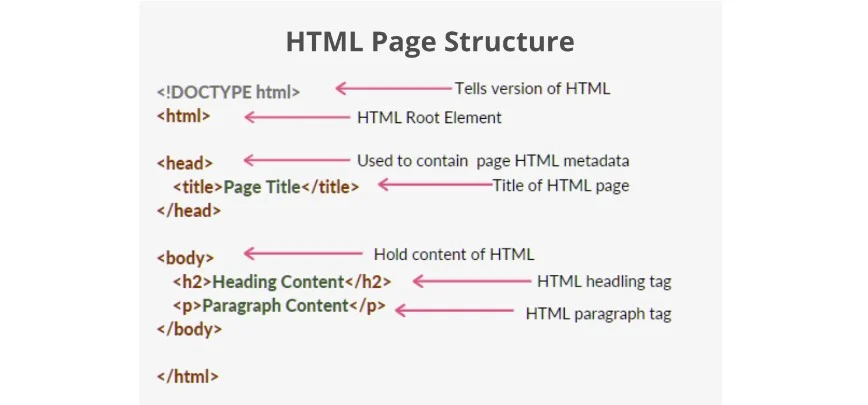 HTML Page Structure
<!DOCTYPE html> Tells version of HTML
<html> HTML Root Element
<head> Used to contain page HTML metadata
<title>Page Title</title> Title of HTML page
</head>
<body> Hold content of HTML
<h2>Heading Content</h2> HTML headling tag
<p>Paragraph Content</p> HTML paragraph tag
</body>
</html>